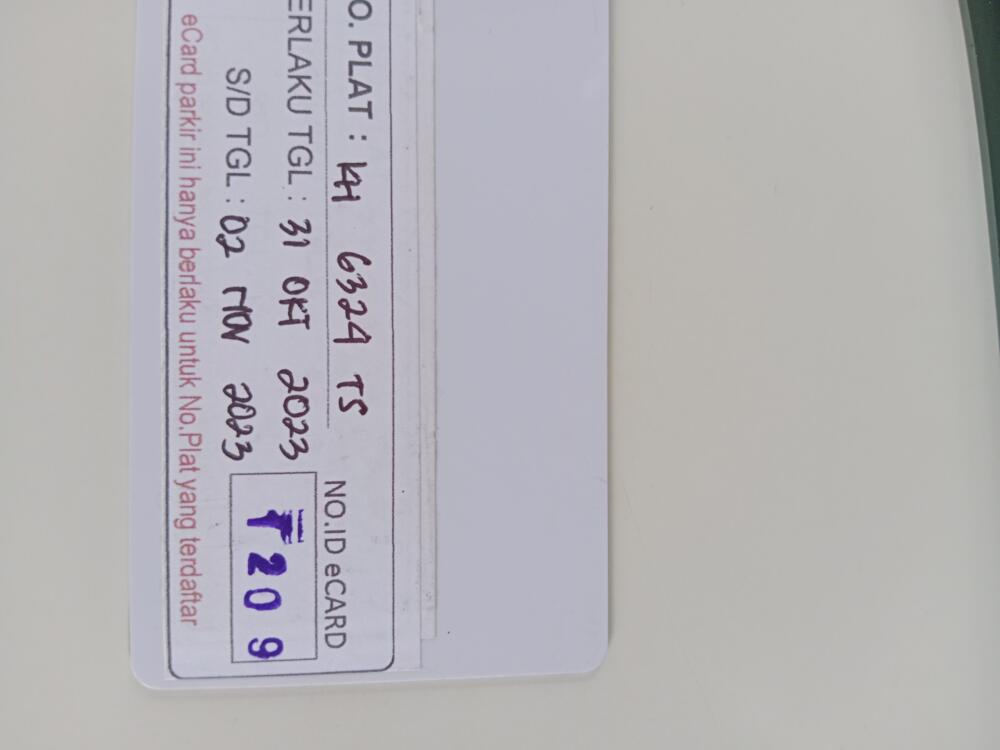 O. PLAT : KH 6324 TS
ERLAKU TGL : 31 OKT 2023
S/D TGL : 02 NOV 2023
NO.ID eCARD
209
eCard parkir ini hanya berlaku untuk No.Plat yang terdaftar